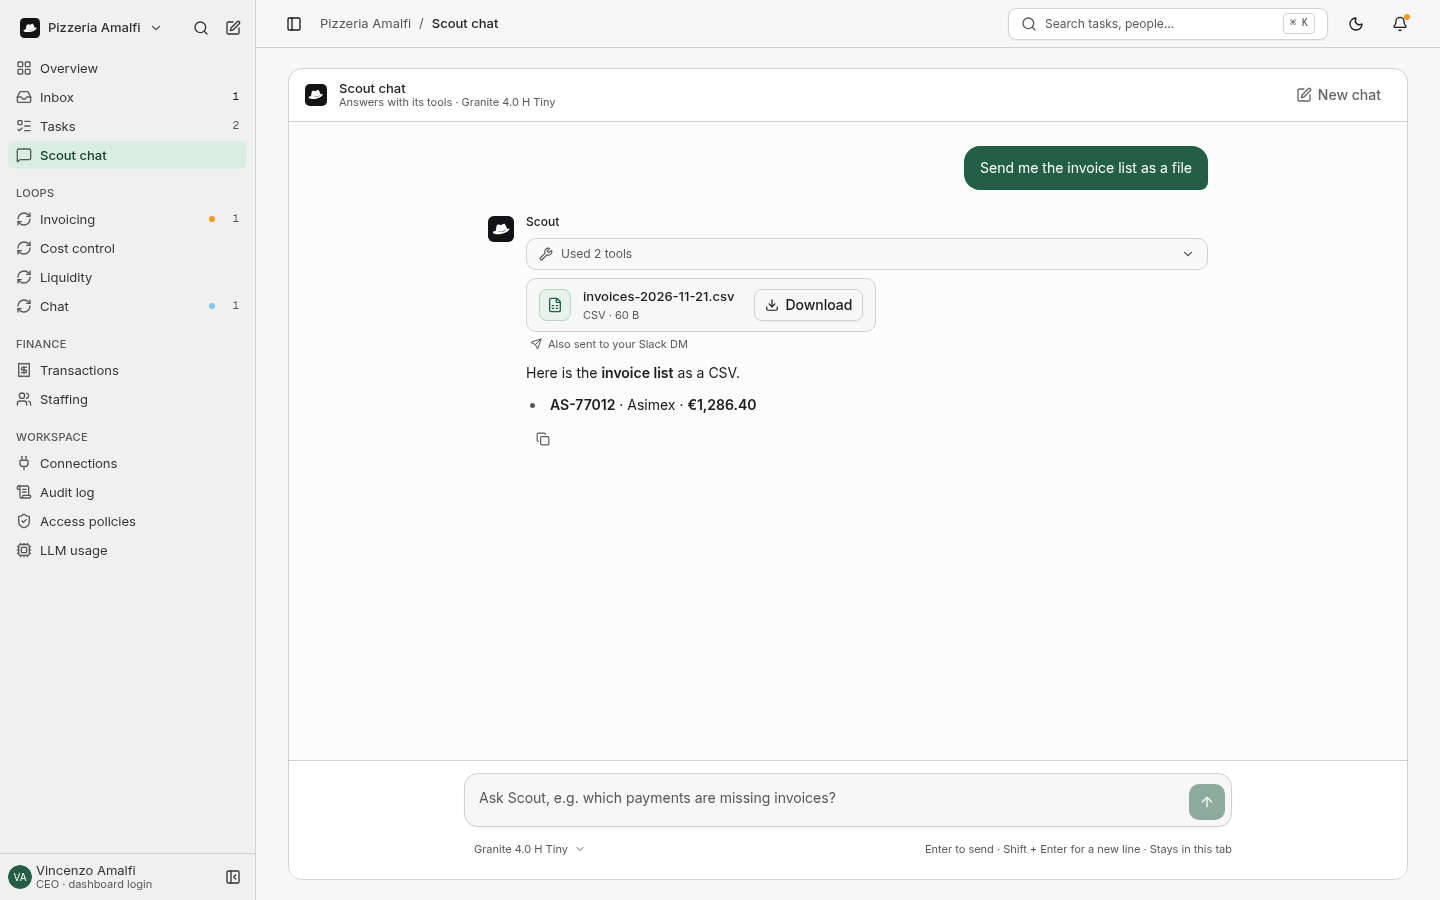 Pizzeria Amalfi
Overview
Inbox 1
Tasks 2
Scout chat
LOOPS
Invoicing 1
Cost control
Liquidity
Chat 1
FINANCE
Transactions
Staffing
WORKSPACE
Connections
Audit log
Access policies
LLM usage
VA
Vincenzo Amalfi
CEO · dashboard login
Pizzeria Amalfi / Scout chat
Search tasks, people... ⌘ K
Scout chat
Answers with its tools · Granite 4.0 H Tiny
New chat
Send me the invoice list as a file
Scout
Used 2 tools
invoices-2026-11-21.csv
CSV · 60 B
Download
Also sent to your Slack DM
Here is the invoice list as a CSV.
• AS-77012 · Asimex · €1,286.40
Ask Scout, e.g. which payments are missing invoices?
Granite 4.0 H Tiny
Enter to send · Shift + Enter for a new line · Stays in this tab